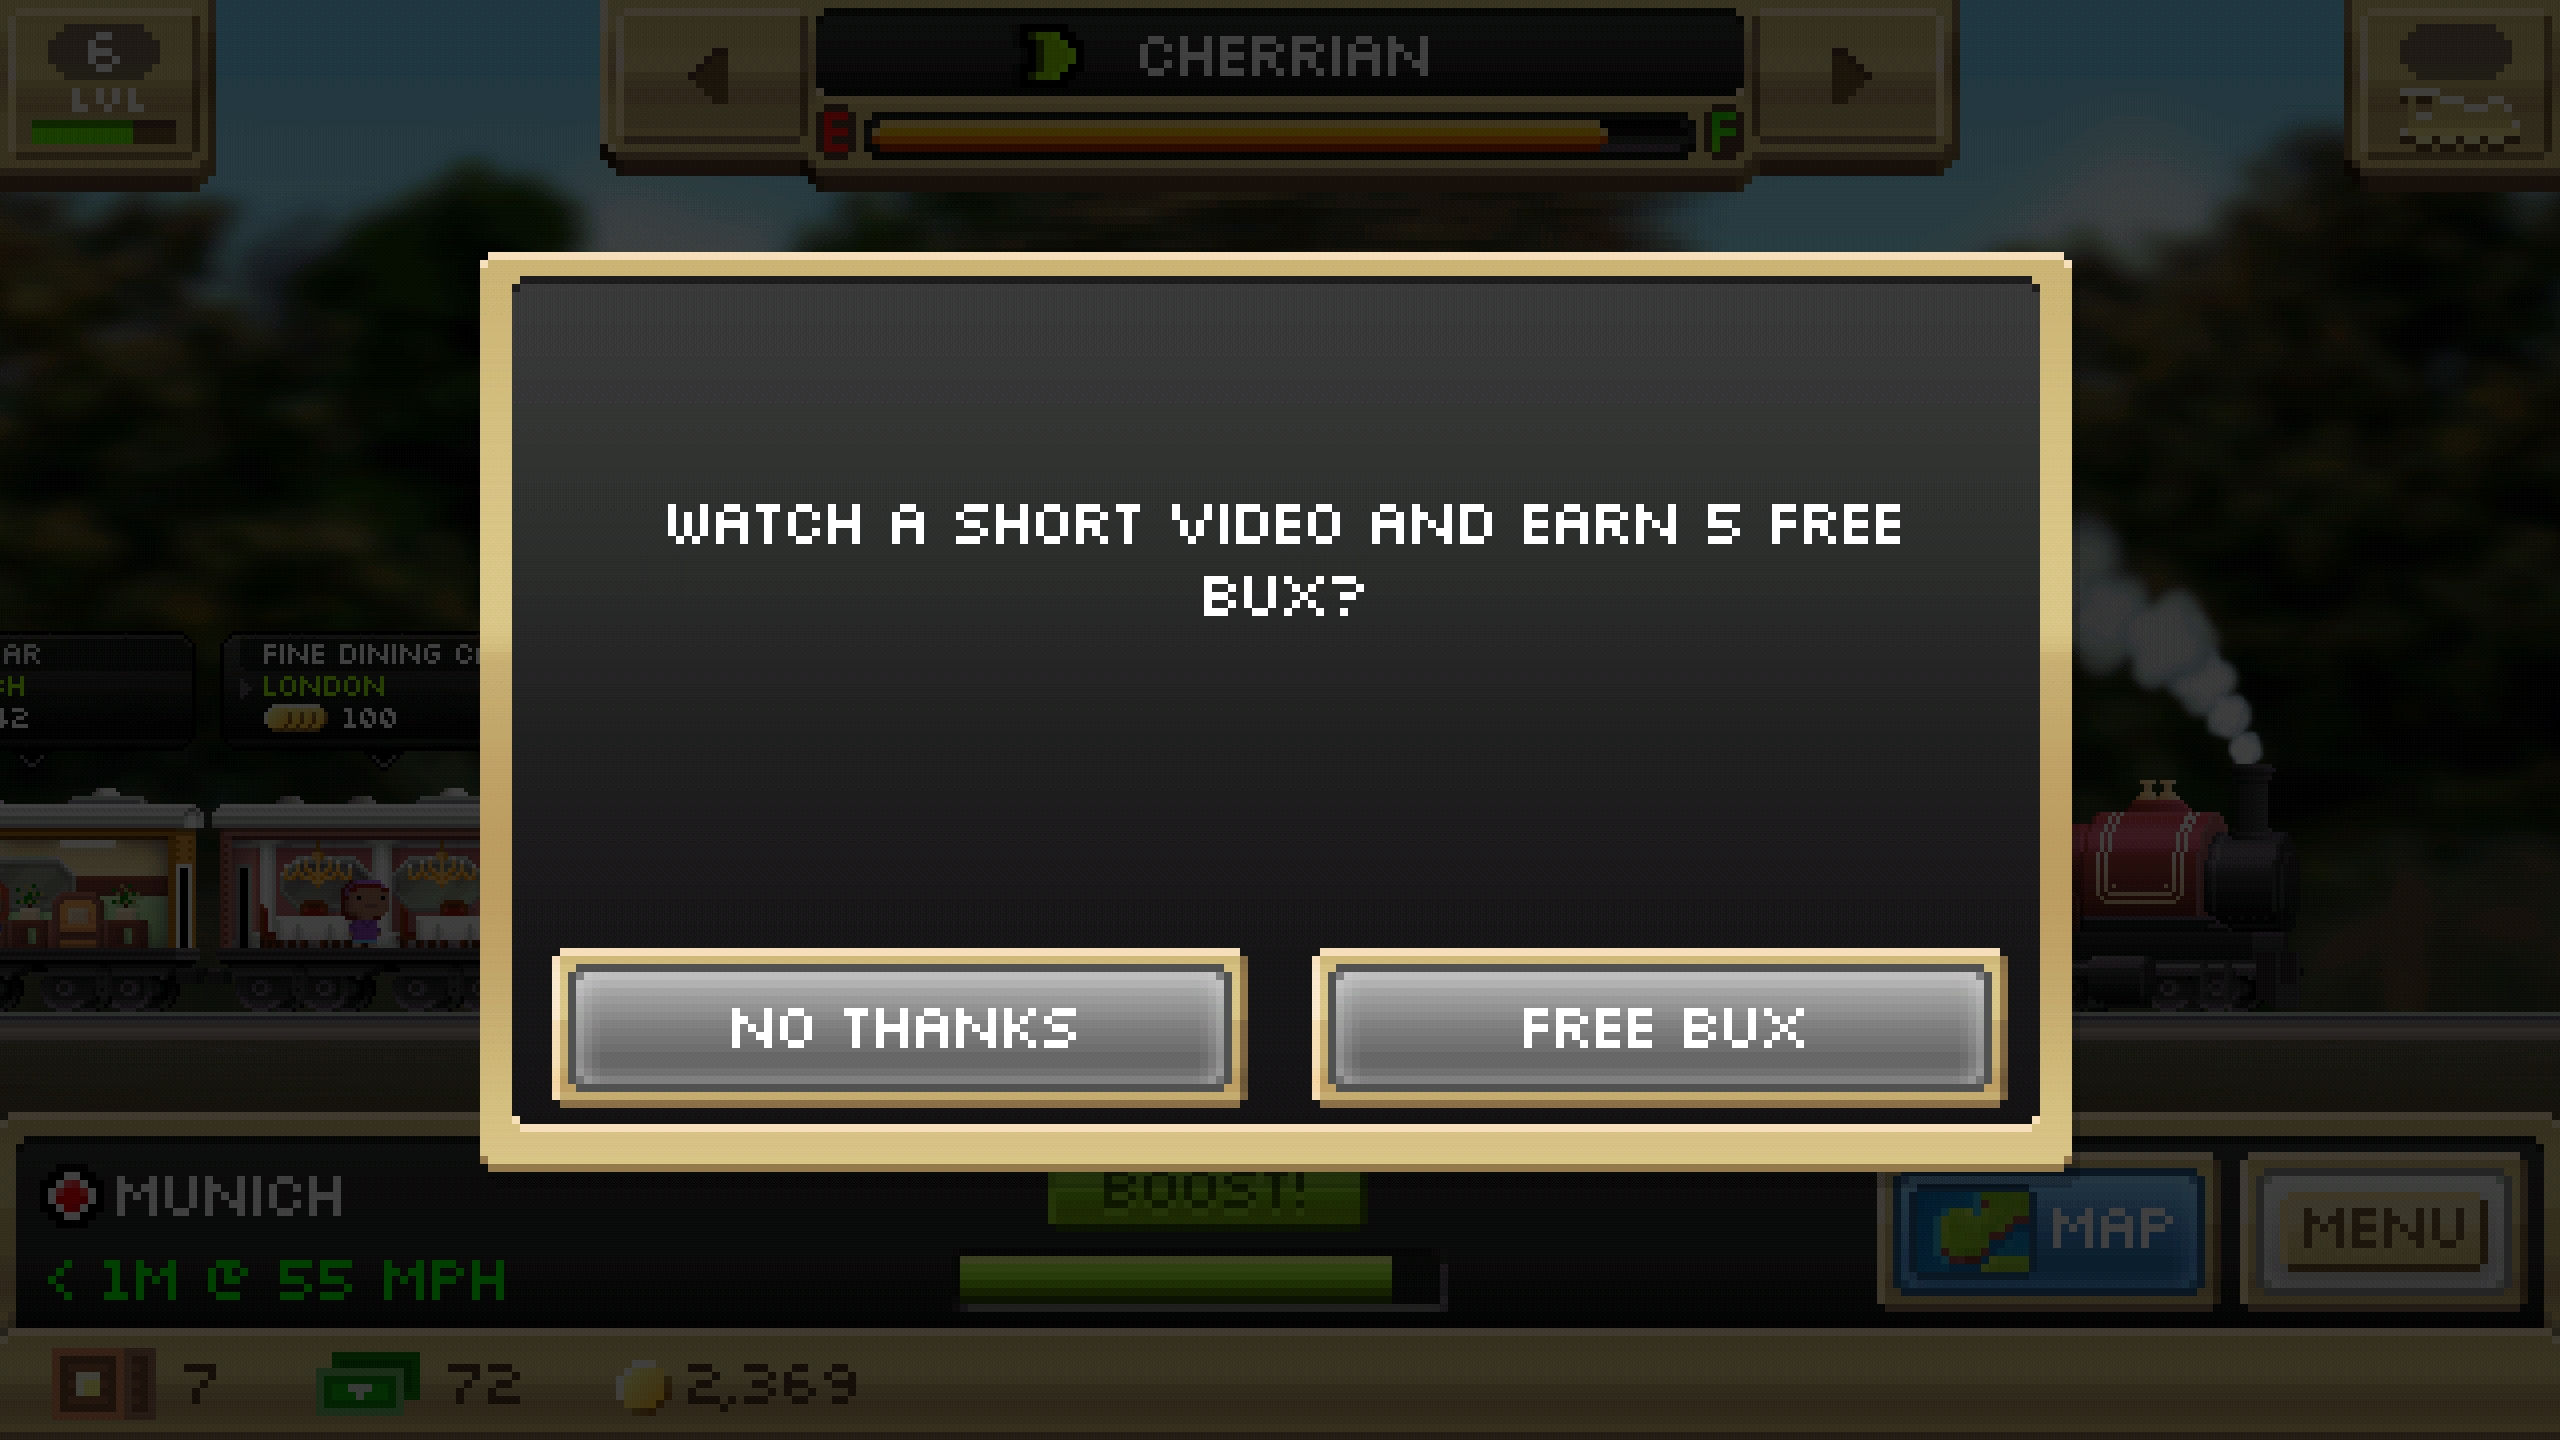 6
LVL
CHERRIAN
E F
WATCH A SHORT VIDEO AND EARN 5 FREE
BUX?
AR
CH
42
FINE DINING
LONDON
100
NO THANKS
FREE BUX
MUNICH
< 1M @ 55 MPH
BOOST!
MAP
MENU
7
72
2,369